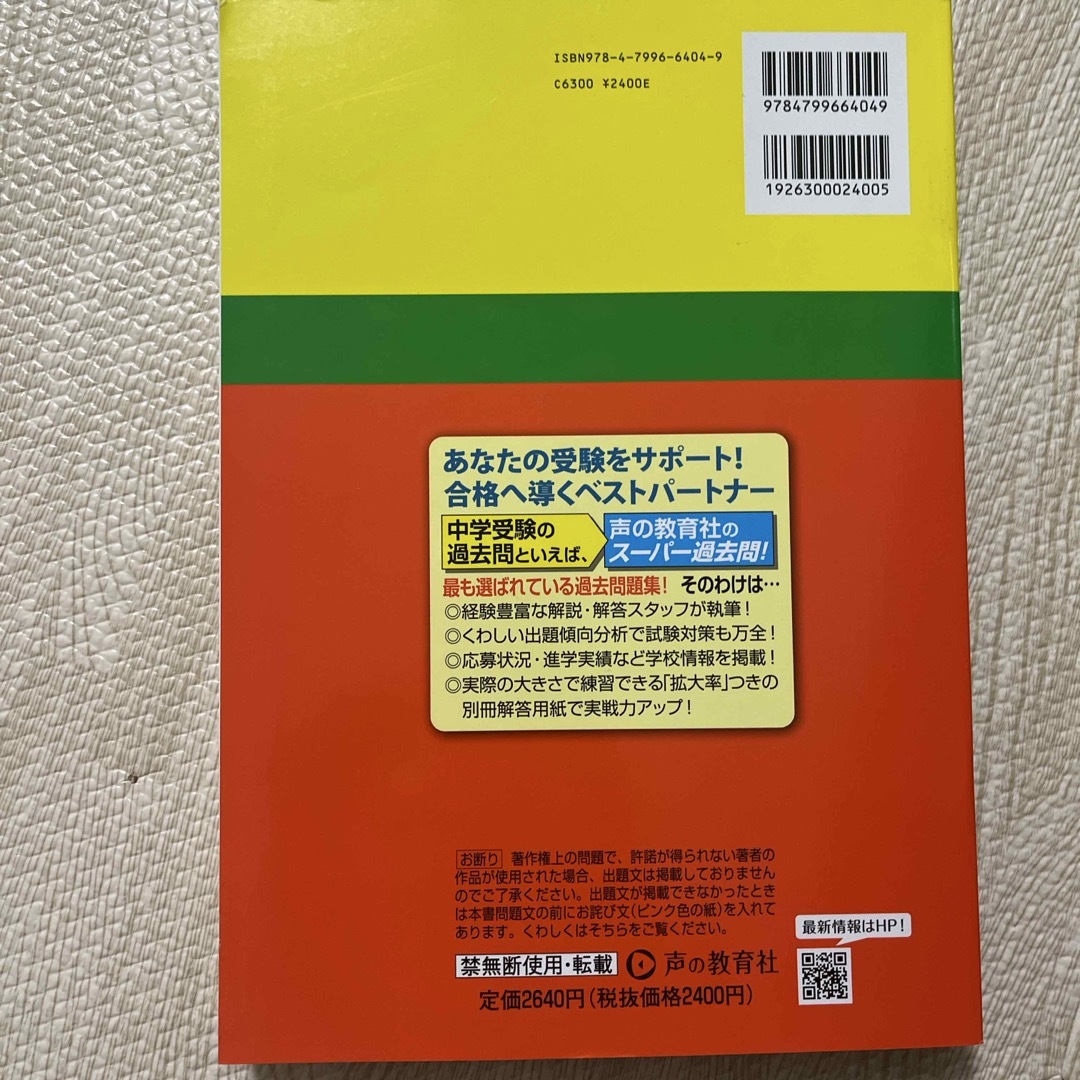 ISBN978-4-7996-6404-9
C6300 ¥2400E
9784799664049
1926300024005
あなたの受験をサポート!
合格へ導くベストパートナー
中学受験の
過去問といえば、
声の教育社の
スーパー過去問!
最も選ばれている過去問題集! そのわけは…
◎経験豊富な解説・解答スタッフが執筆!
◎くわしい出題傾向分析で試験対策も万全!
◎応募状況・進学実績など学校情報を掲載!
◎実際の大きさで練習できる「拡大率」つきの
別冊解答用紙で実戦力アップ!
お断り 著作権上の問題で、許諾が得られない著者の
作品が使用された場合、出題文は掲載しておりません
のでご了承ください。出題文が掲載できなかったとき
は本書問題文の前にお詫び文(ピンク色の紙)を入れて
あります。くわしくはそちらをご覧ください。
最新情報はHP!
禁無断使用・転載 声の教育社
定価2640円(税抜価格2400円)